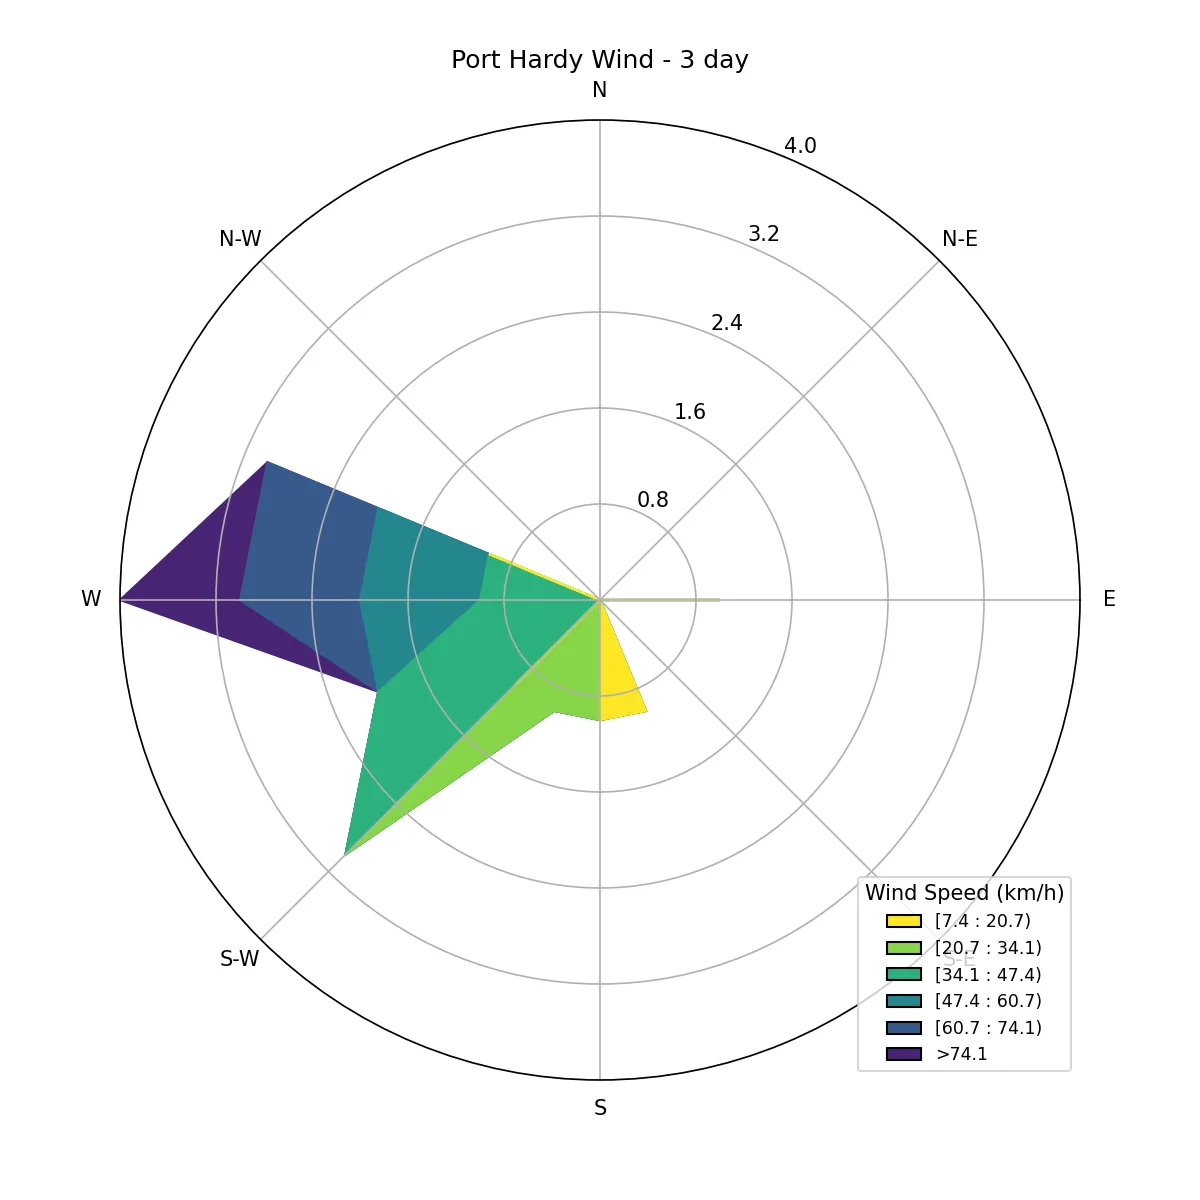 Port Hardy Wind - 3 day
N
4.0
N-W
N-E
3.2
2.4
1.6
0.8
W
E
Wind Speed (km/h)
[7.4 : 20.7)
[20.7 : 34.1)
S-W
S-E
[34.1 : 47.4)
[47.4 : 60.7)
[60.7 : 74.1)
>74.1
S